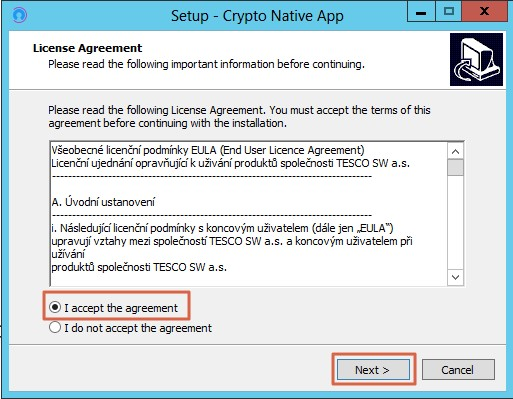 Setup - Crypto Native App
License Agreement
Please read the following important information before continuing.
Please read the following License Agreement. You must accept the terms of this
agreement before continuing with the installation.
Všeobecné licenční podmínky EULA (End User Licence Agreement)
Licenční ujednání opravňující k užívání produktů společnosti TESCO SW a.s.
--------------------------------------------------------------------------------
A. Úvodní ustanovení
--------------------------------------------------------------------------------
i. Následující licenční podmínky s koncovým uživatelem (dále jen „EULA“)
upravují vztahy mezi společností TESCO SW a.s. a koncovým uživatelem při
užívání
produktů společnosti TESCO SW a.s.
I accept the agreement
I do not accept the agreement
Next >
Cancel